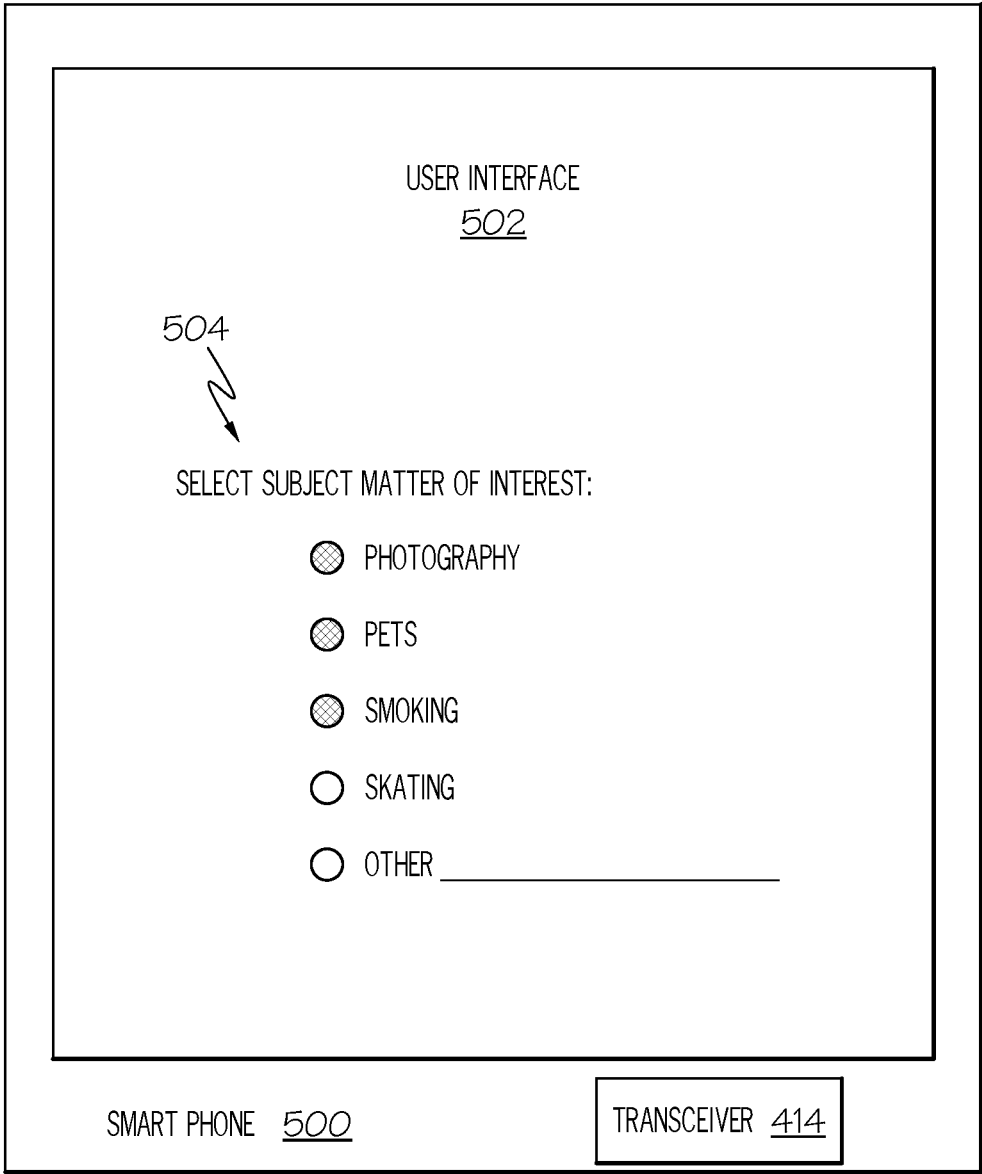 USER INTERFACE
502
504
SELECT SUBJECT MATTER OF INTEREST:
PHOTOGRAPHY
PETS
SMOKING
SKATING
OTHER
SMART PHONE 500
TRANSCEIVER 414